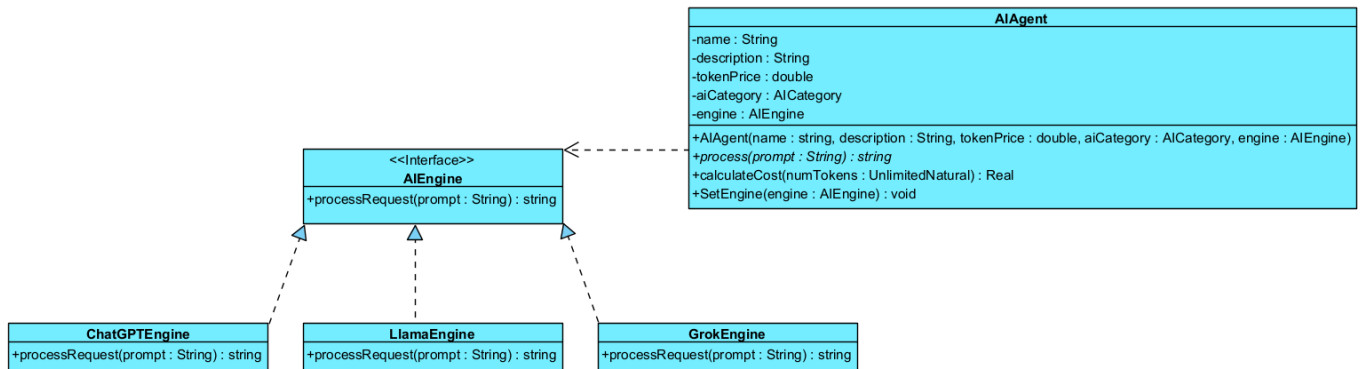 AIAgent
-name : String
-description : String
-tokenPrice : double
-aiCategory : AICategory
-engine : AIEngine
+AIAgent(name : string, description : String, tokenPrice : double, aiCategory : AICategory, engine : AIEngine)
+process(prompt : String) : string
+calculateCost(numTokens : UnlimitedNatural) : Real
+SetEngine(engine : AIEngine) : void
<<Interface>>
AIEngine
+processRequest(prompt : String) : string
ChatGPTEngine
+processRequest(prompt : String) : string
LlamaEngine
+processRequest(prompt : String) : string
GrokEngine
+processRequest(prompt : String) : string